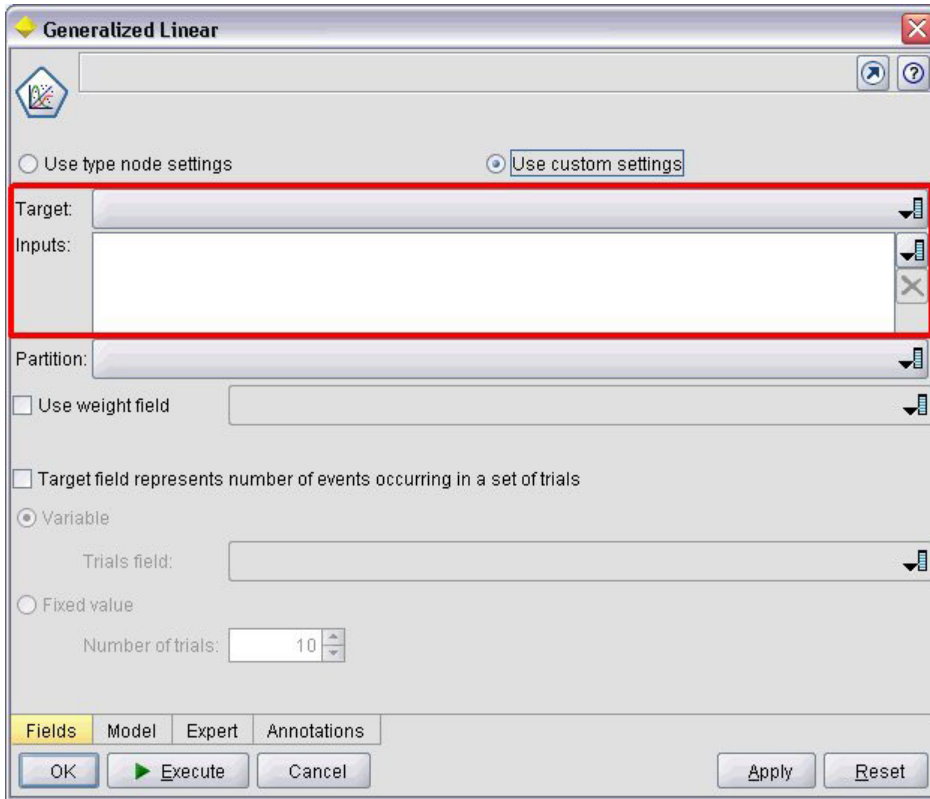 Generalized Linear
Use type node settings Use custom settings
Target:
Inputs:
Partition:
Use weight field
Target field represents number of events occurring in a set of trials
Variable
Trials field:
Fixed value
Number of trials: 10
Fields Model Expert Annotations
OK Execute Cancel Apply Reset